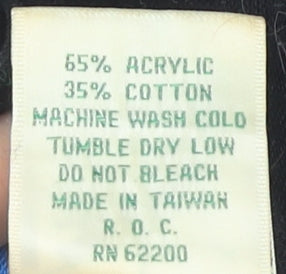 65% ACRYLIC
35% COTTON
MACHINE WASH COLD
TUMBLE DRY LOW
DO NOT BLEACH
MADE IN TAIWAN
R. O. C.
RN 62200